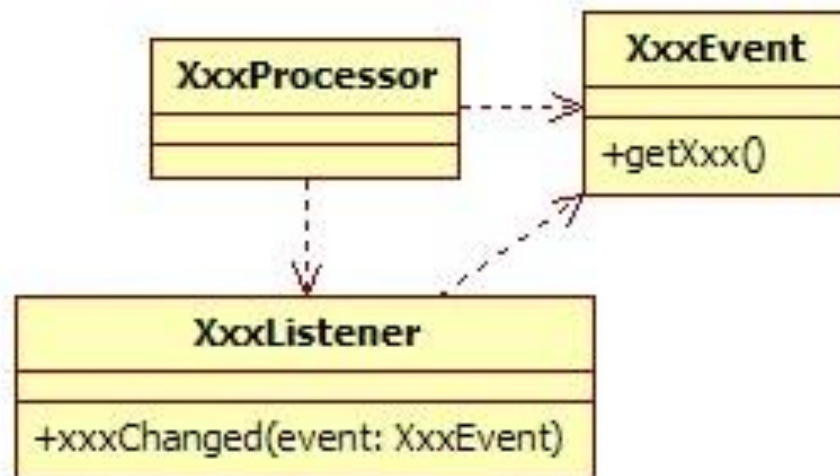 XxxProcessor
XxxEvent
+getXxx()
XxxListener
+xxxChanged(event: XxxEvent)